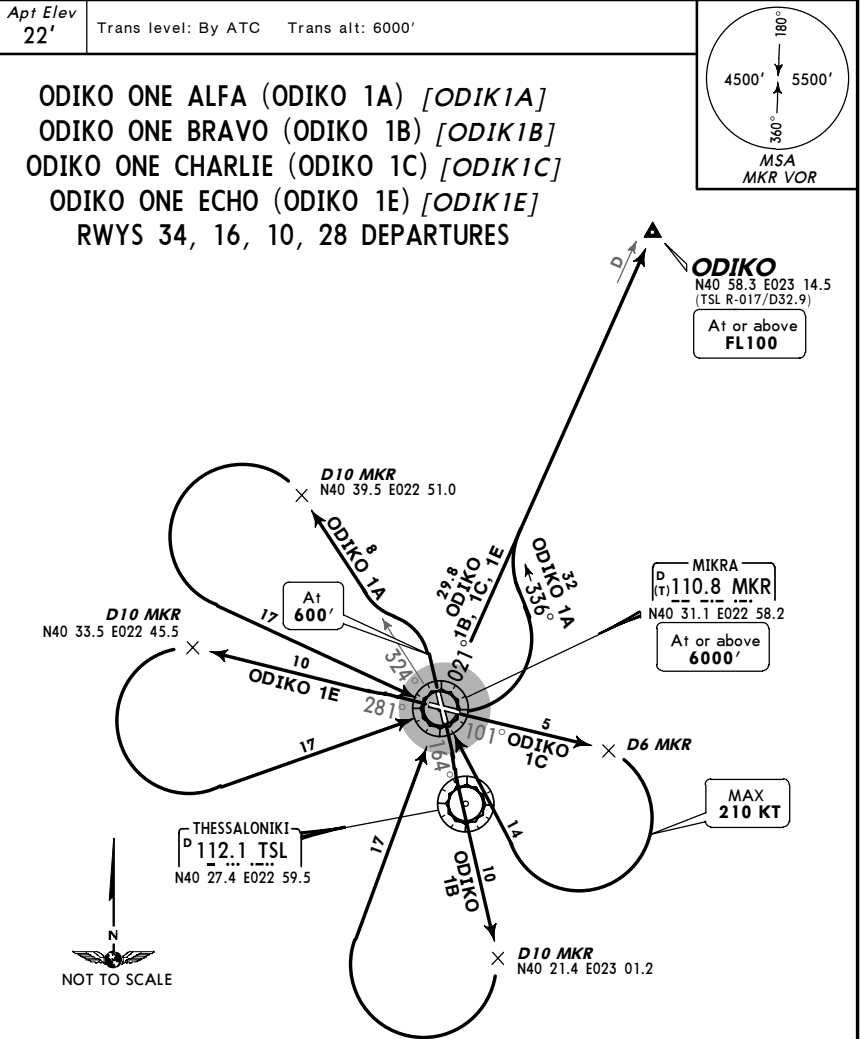 Apt Elev
22'
Trans level: By ATC Trans alt: 6000'
180°
4500' 5500'
360°
MSA
MKR VOR
ODIKO ONE ALFA (ODIKO 1A) [ODIK1A]
ODIKO ONE BRAVO (ODIKO 1B) [ODIK1B]
ODIKO ONE CHARLIE (ODIKO 1C) [ODIK1C]
ODIKO ONE ECHO (ODIKO 1E) [ODIK1E]
RWYS 34, 16, 10, 28 DEPARTURES
D
ODIKO
N40 58.3 E023 14.5
(TSL R-017/D32.9)
At or above
FL100
D10 MKR
N40 39.5 E022 51.0
8
ODIKO 1A
29.8
ODIKO
1B, 1C, 1E
021°
32
ODIKO 1A
336°
MIKRA
D
(T) 110.8 MKR
N40 31.1 E022 58.2
At or above
6000'
At
600'
D10 MKR
N40 33.5 E022 45.5
17
10
ODIKO 1E
324°
281°
101°
5
ODIKO
1C
D6 MKR
164°
17
MAX
210 KT
THESSALONIKI
D 112.1 TSL
N40 27.4 E022 59.5
17
14
10
ODIKO
1B
D10 MKR
N40 21.4 E023 01.2
N
NOT TO SCALE